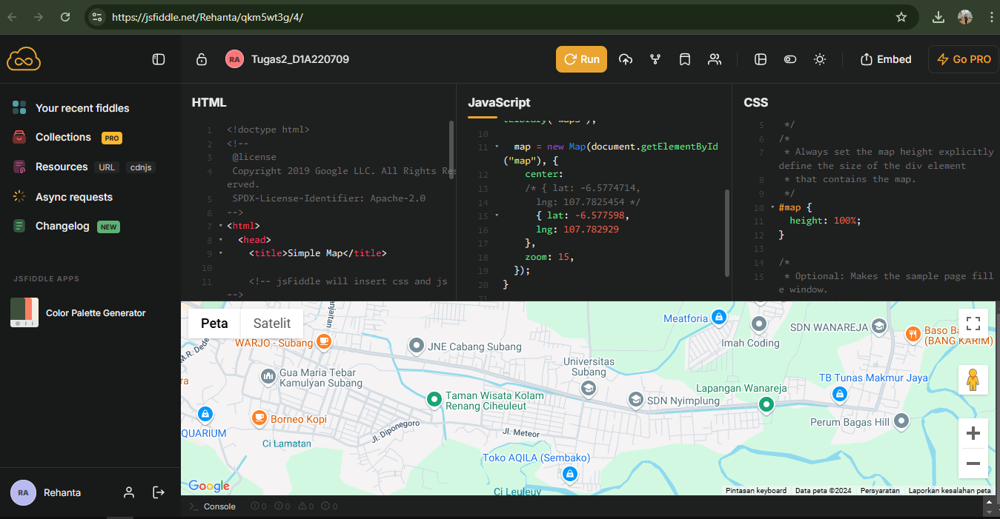 https://jsfiddle.net/Rehanta/qkm5wt3g/4/
RA
Tugas2_D1A220709
Run
Embed
Go PRO
Your recent fiddles
Collections PRO
Resources URL cdnjs
Async requests
Changelog NEW
JSFIDDLE APPS
Color Palette Generator
RA
Rehanta
HTML
1 <!doctype html>
2 <!--
3 @license
4 Copyright 2019 Google LLC. All Rights Res
erved.
5 SPDX-License-Identifier: Apache-2.0
6 -->
7 <html>
8 <head>
9 <title>Simple Map</title>
10
11 <!-- jsFiddle will insert css and js
-->
JavaScript
10
11 map = new Map(document.getElementById
("map"), {
12 center:
13 /* { lat: -6.5774714,
14 lng: 107.7825454 */
15 { lat: -6.577598,
16 lng: 107.782929
17 },
18 zoom: 15,
19 });
20 }
21
CSS
5 */
6 /*
7 * Always set the map height explicitly
define the size of the div element
8 * that contains the map.
9 */
10 #map {
11 height: 100%;
12 }
13
14 /*
15 * Optional: Makes the sample page fill
e window.
Peta
Satelit
WARJO - Subang
M.R. Dede
JNE Cabang Subang
Meatforia
Imah Coding
SDN WANAREJA
Baso Ba
(BANG KARIM)
Gua Maria Tebar
Kamulyan Subang
Universitas
Subang
Taman Wisata Kolam
Renang Ciheuleut
SDN Nyimplung
Lapangan Wanareja
TB Tunas Makmur Jaya
QUARIUM
Borneo Kopi
Ci Lamatan
Jl. Diponegoro
Jl. Meteor
Perum Bagas Hill
Toko AQILA (Sembako)
Ci Leuleuy
Google
Pintasan keyboard
Data peta ©2024
Persyaratan
Laporkan kesalahan peta
Console
0
0
0
0